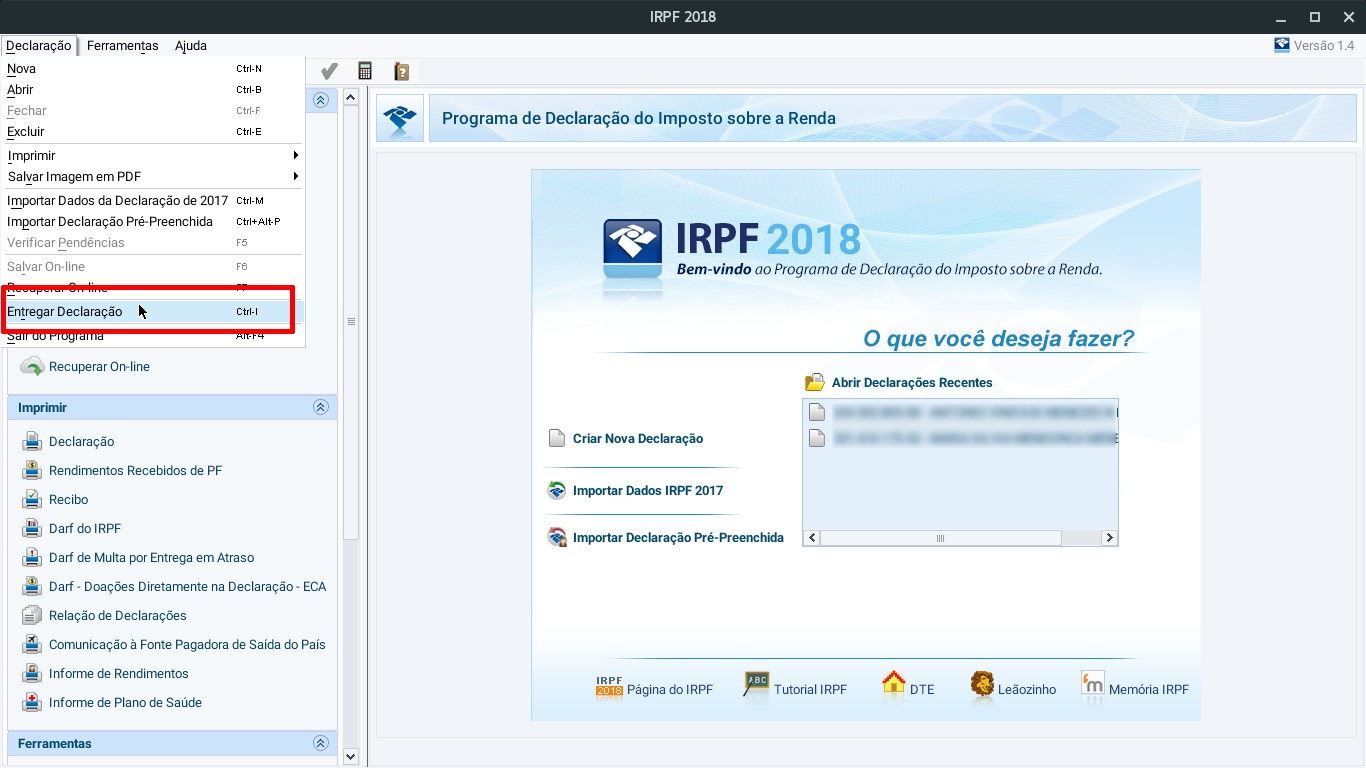 IRPF 2018
Declaração Ferramentas Ajuda
Versão 1.4
Nova Ctrl-N
Abrir Ctrl-B
Fechar Ctrl-F
Excluir Ctrl-E
Imprimir
Salvar Imagem em PDF
Importar Dados da Declaração de 2017 Ctrl-M
Importar Declaração Pré-Preenchida Ctrl+Alt-P
Verificar Pendências F5
Salvar On-line F6
Recuperar On-line F7
Entregar Declaração Ctrl-I
Sair do Programa Alt-F4
Recuperar On-line
Imprimir
Declaração
Rendimentos Recebidos de PF
Recibo
Darf do IRPF
Darf de Multa por Entrega em Atraso
Darf - Doações Diretamente na Declaração - ECA
Relação de Declarações
Comunicação à Fonte Pagadora de Saída do País
Informe de Rendimentos
Informe de Plano de Saúde
Ferramentas
Programa de Declaração do Imposto sobre a Renda
IRPF 2018
Bem-vindo ao Programa de Declaração do Imposto sobre a Renda.
O que você deseja fazer?
Abrir Declarações Recentes
Criar Nova Declaração
Importar Dados IRPF 2017
Importar Declaração Pré-Preenchida
IRPF 2018 Página do IRPF
ABC Tutorial IRPF
DTE
Leãozinho
m Memória IRPF